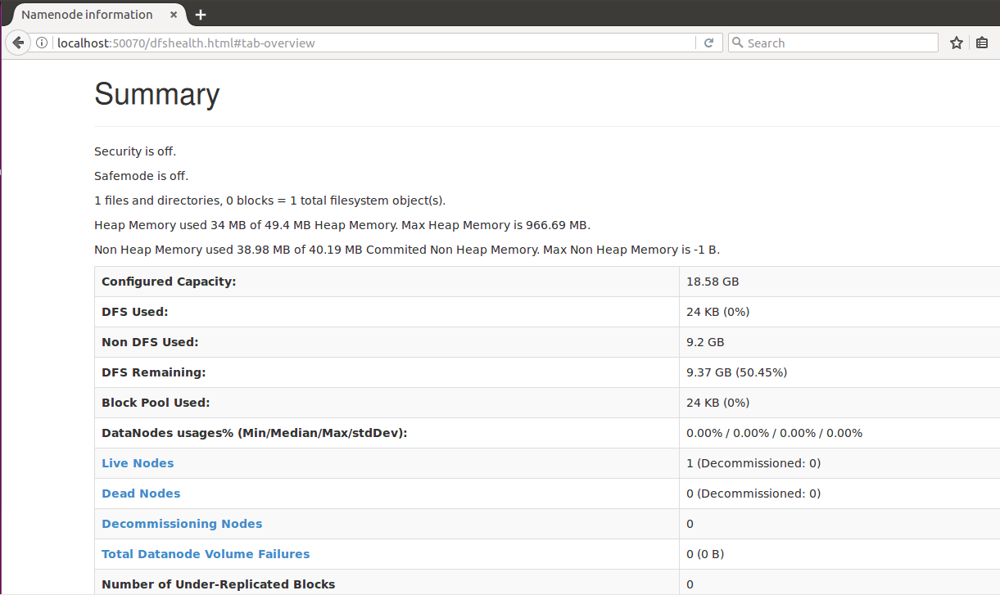 Namenode information
localhost:50070/dfshealth.html#tab-overview
Search
Summary
Security is off.
Safemode is off.
1 files and directories, 0 blocks = 1 total filesystem object(s).
Heap Memory used 34 MB of 49.4 MB Heap Memory. Max Heap Memory is 966.69 MB.
Non Heap Memory used 38.98 MB of 40.19 MB Commited Non Heap Memory. Max Non Heap Memory is -1 B.
Configured Capacity: 18.58 GB
DFS Used: 24 KB (0%)
Non DFS Used: 9.2 GB
DFS Remaining: 9.37 GB (50.45%)
Block Pool Used: 24 KB (0%)
DataNodes usages% (Min/Median/Max/stdDev): 0.00% / 0.00% / 0.00% / 0.00%
Live Nodes 1 (Decommissioned: 0)
Dead Nodes 0 (Decommissioned: 0)
Decommissioning Nodes 0
Total Datanode Volume Failures 0 (0 B)
Number of Under-Replicated Blocks 0